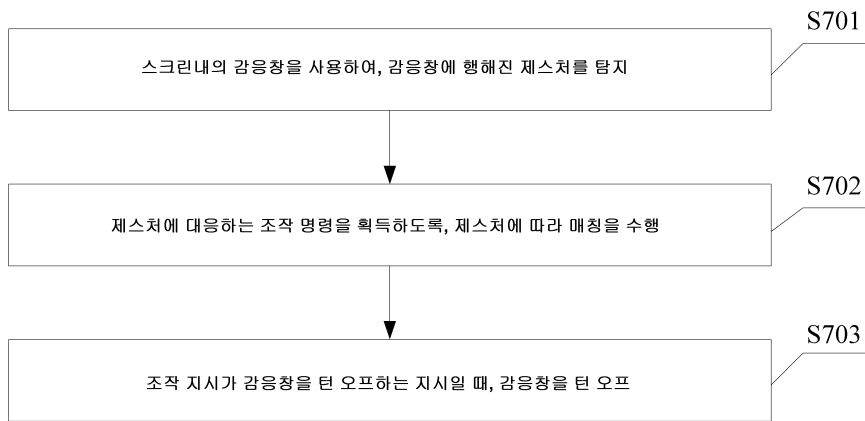 S701
스크린내의 감응창을 사용하여, 감응창에 행해진 제스처를 탐지
S702
제스처에 대응하는 조작 명령을 획득하도록, 제스처에 따라 매칭을 수행
S703
조작 지시가 감응창을 턴 오프하는 지시일 때, 감응창을 턴 오프